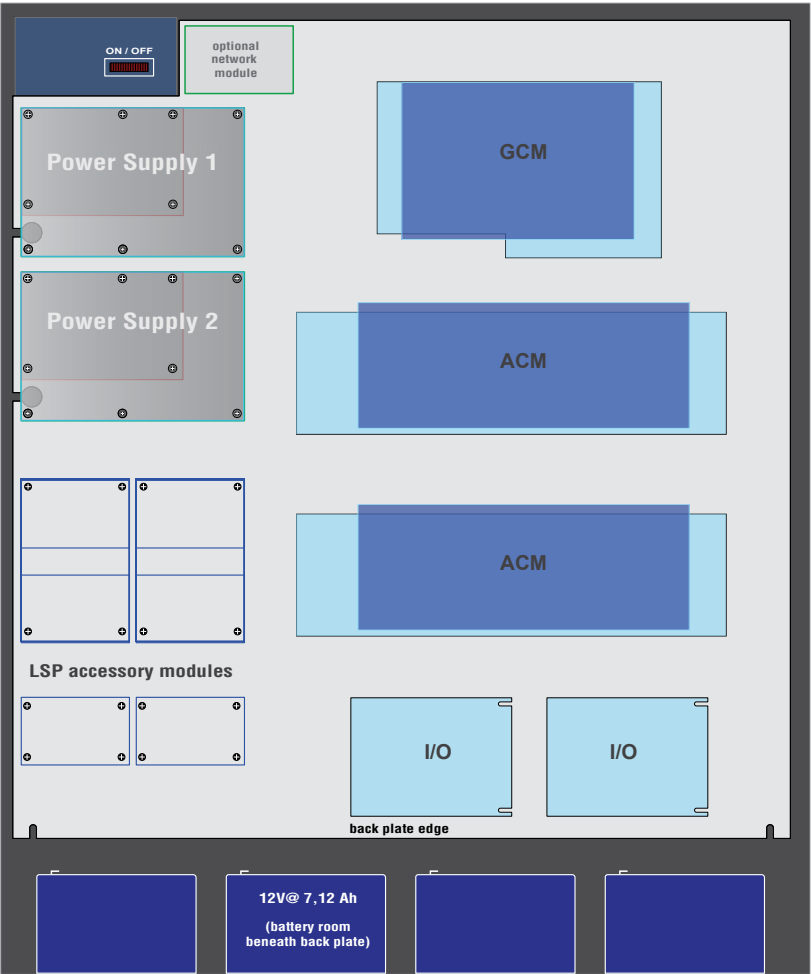 ON / OFF
optional
network
module
Power Supply 1
GCM
Power Supply 2
ACM
ACM
LSP accessory modules
I/O
I/O
back plate edge
12V@ 7,12 Ah
(battery room
beneath back plate)